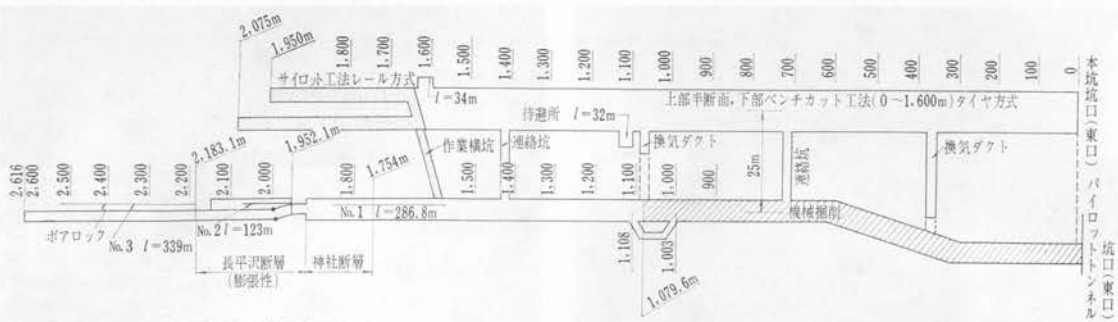 2.075m
1.950m
1.800
1.700
1.600
1.500
1.400
1.300
1.200
1.100
1.000
900
800
700
600
500
400
300
200
100
0
本坑坑口(東口)
サイロット工法レール方式
l=34m
上部半断面,下部ベンチカット工法(0～1.600m)タイヤ方式
待避所 l=32m
2.183.1m
1.952.1m
1.754m
作業横坑
連絡坑
換気ダクト
25m
連絡坑
換気ダクト
2.618
2.600
2.500
2.400
2.300
2.200
2.100
2.000
1.800
1.500
1.400
1.300
1.200
1.100
1.000
900
No.1 l=286.8m
機械掘削
ボアロック
No.2 l=123m
No.3 l=339m
長平沢断層
(膨張性)
神社断層
1.108
1.003
1.079.6m
パイロットトンネル
坑口(東口)